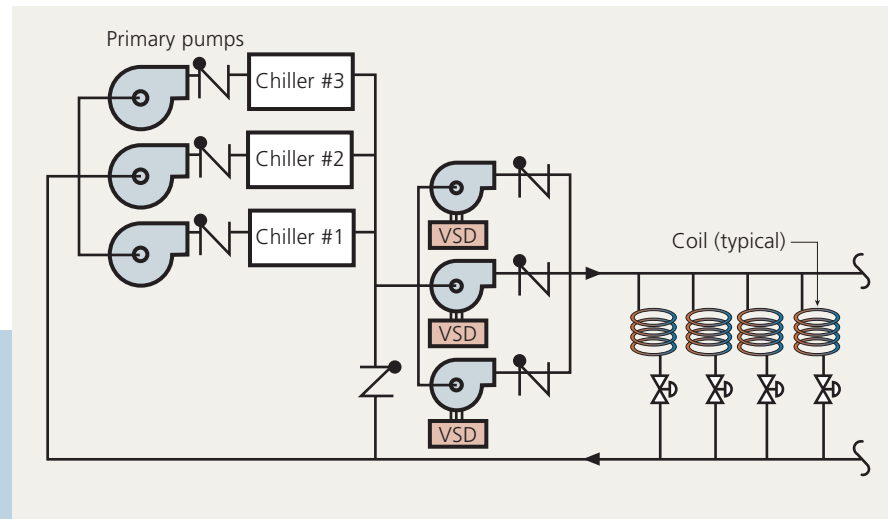 Primary pumps
Chiller #3
Chiller #2
Chiller #1
VSD
VSD
VSD
Coil (typical)